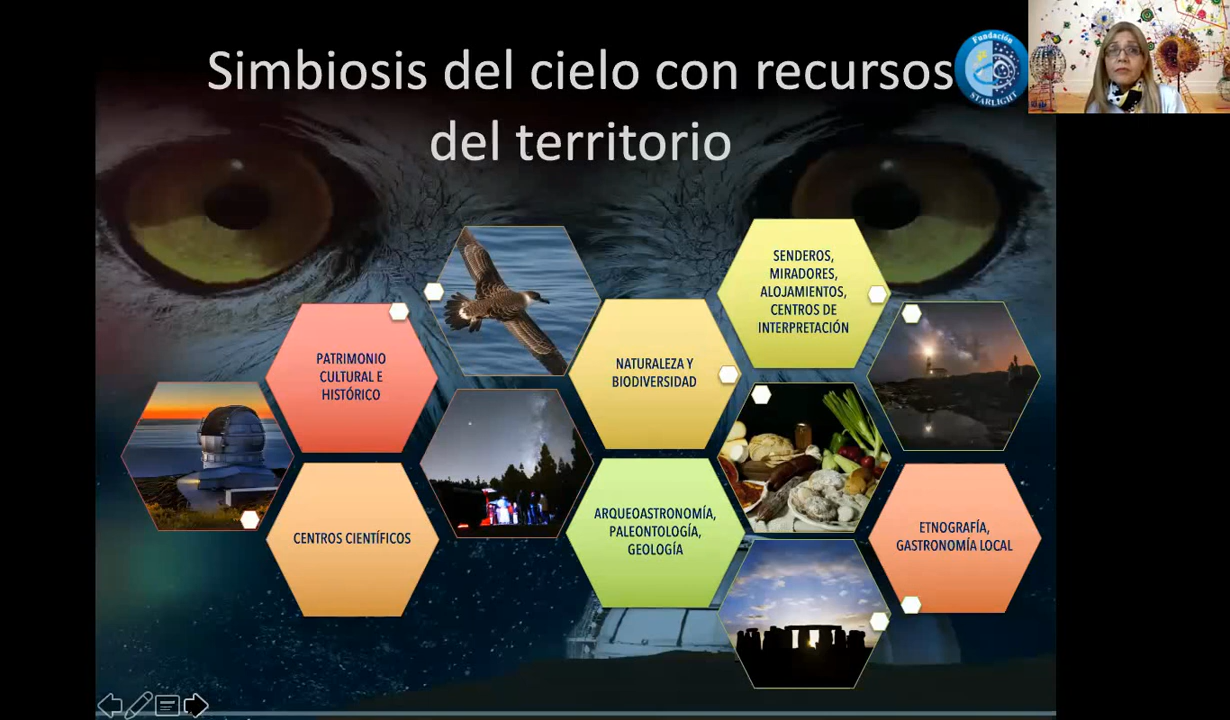 Simbiosis del cielo con recursos
del territorio
Fundación
STARLIGHT
PATRIMONIO
CULTURAL E
HISTÓRICO
CENTROS CIENTÍFICOS
NATURALEZA Y
BIODIVERSIDAD
ARQUEOASTRONOMÍA,
PALEONTOLOGÍA,
GEOLOGÍA
SENDEROS,
MIRADORES,
ALOJAMIENTOS,
CENTROS DE
INTERPRETACIÓN
ETNOGRAFÍA,
GASTRONOMÍA LOCAL